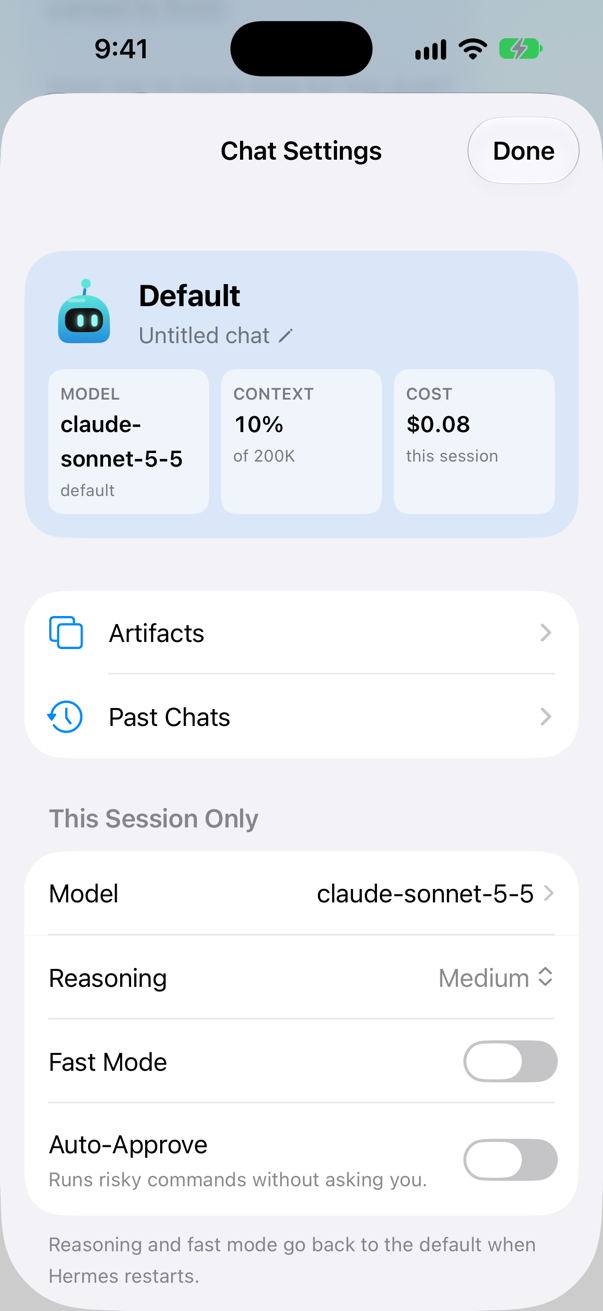 9:41
Chat Settings
Done
Default
Untitled chat
MODEL
claude-
sonnet-5-5
default
CONTEXT
10%
of 200K
COST
$0.08
this session
Artifacts
Past Chats
This Session Only
Model
claude-sonnet-5-5
Reasoning
Medium
Fast Mode
Auto-Approve
Runs risky commands without asking you.
Reasoning and fast mode go back to the default when
Hermes restarts.